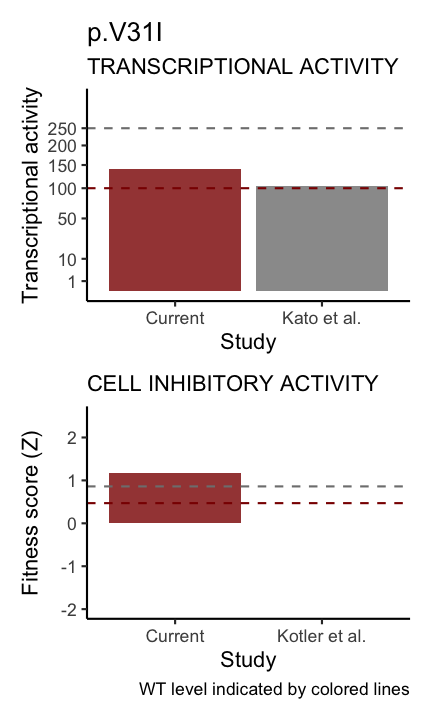 p.V31I
TRANSCRIPTIONAL ACTIVITY
Transcriptional activity
250
200
150
100
50
10
1
Current
Kato et al.
Study
CELL INHIBITORY ACTIVITY
Fitness score (Z)
2
1
0
-1
-2
Current
Kotler et al.
Study
WT level indicated by colored lines